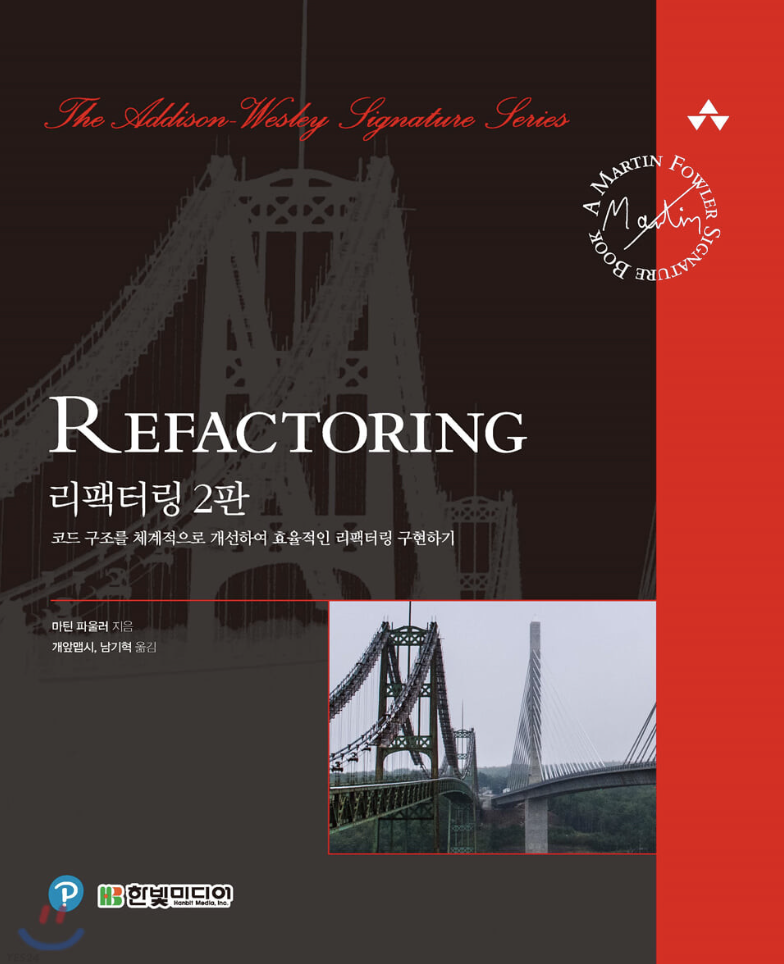 The Addison-Wesley Signature Series
A MARTIN FOWLER SIGNATURE BOOK
Martin
REFACTORING
리팩터링 2판
코드 구조를 체계적으로 개선하여 효율적인 리팩터링 구현하기
마틴 파울러 지음
개앞맵시, 남기혁 옮김
P
HB 한빛미디어
Hanbit Media, Inc.